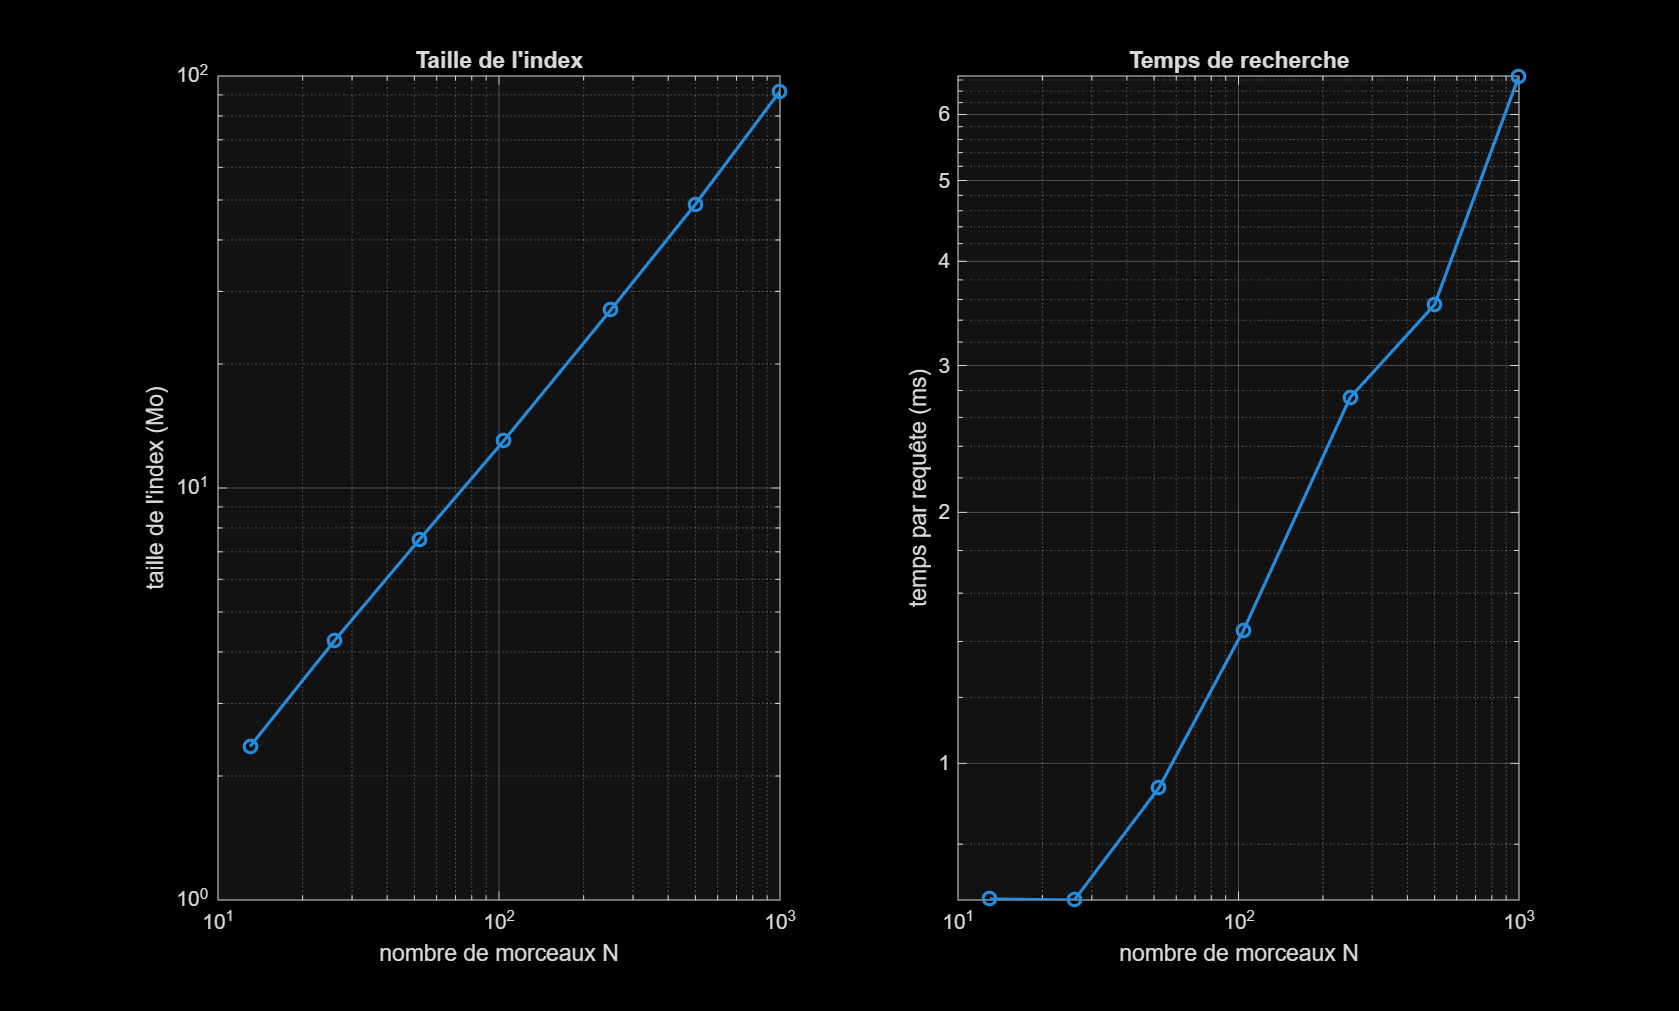 Taille de l'index
10²
10¹
10⁰
taille de l'index (Mo)
10¹
10²
10³
nombre de morceaux N
Temps de recherche
6
5
4
3
2
1
temps par requête (ms)
10¹
10²
10³
nombre de morceaux N